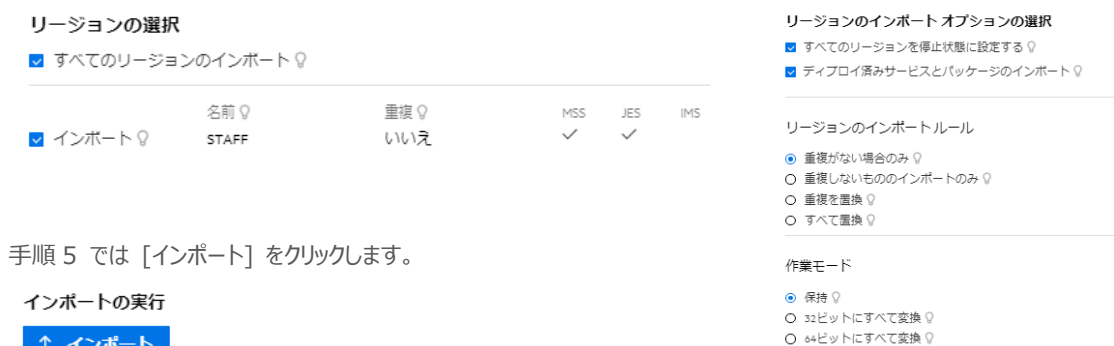 リージョンの選択
すべてのリージョンのインポート
名前 重複 MSS JES IMS
インポート STAFF いいえ
手順 5 では [インポート] をクリックします。
インポートの実行
インポート
リージョンのインポート オプションの選択
すべてのリージョンを停止状態に設定する
ディプロイ済みサービスとパッケージのインポート
リージョンのインポート ルール
重複がない場合のみ
重複しないもののインポートのみ
重複を置換
すべて置換
作業モード
保持
32ビットにすべて変換
64ビットにすべて変換